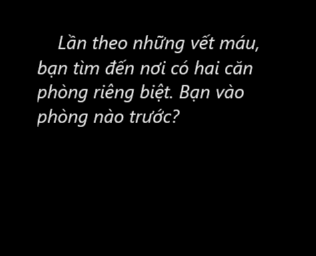 Lần theo những vết máu,
bạn tìm đến nơi có hai căn
phòng riêng biệt. Bạn vào
phòng nào trước?